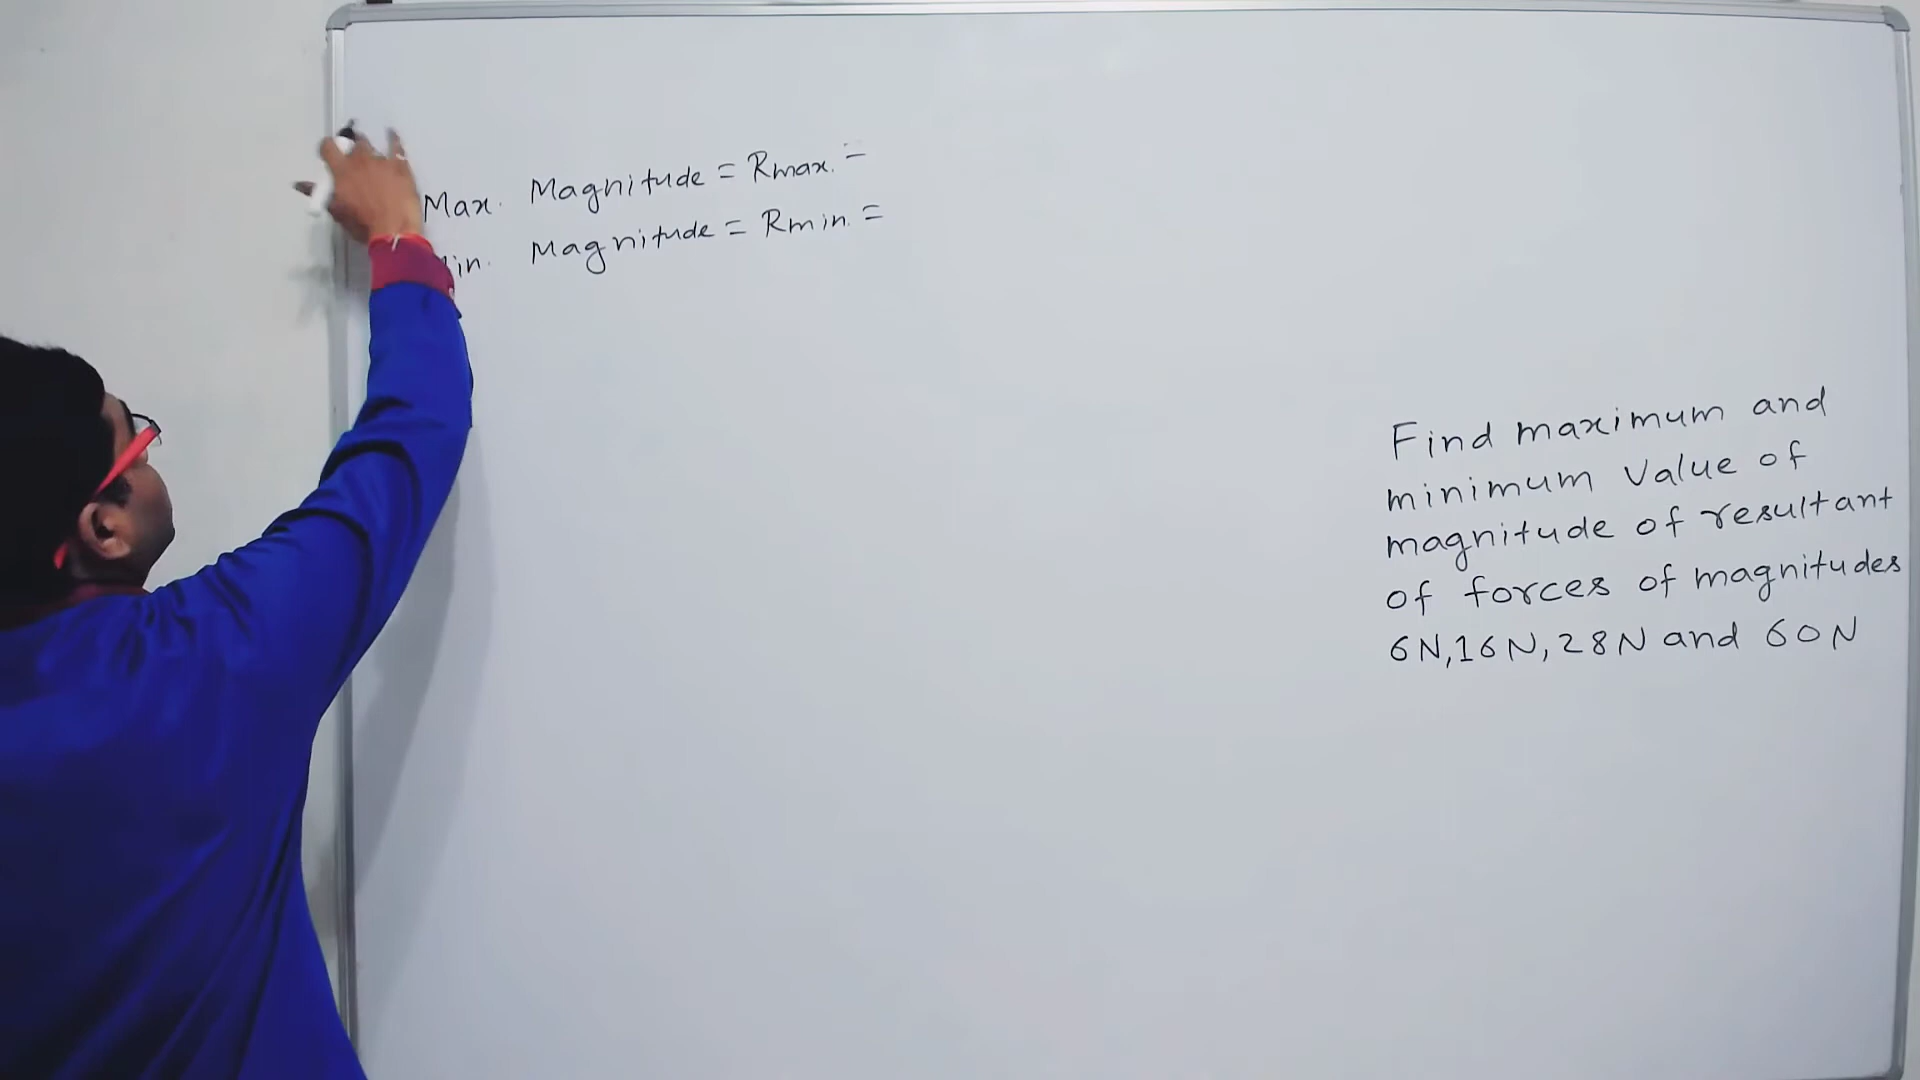 Max. Magnitude = Rmax. =
in. Magnitude = Rmin. =
Find maximum and
minimum value of
magnitude of resultant
of forces of magnitudes
6N,16N,28N and 60N